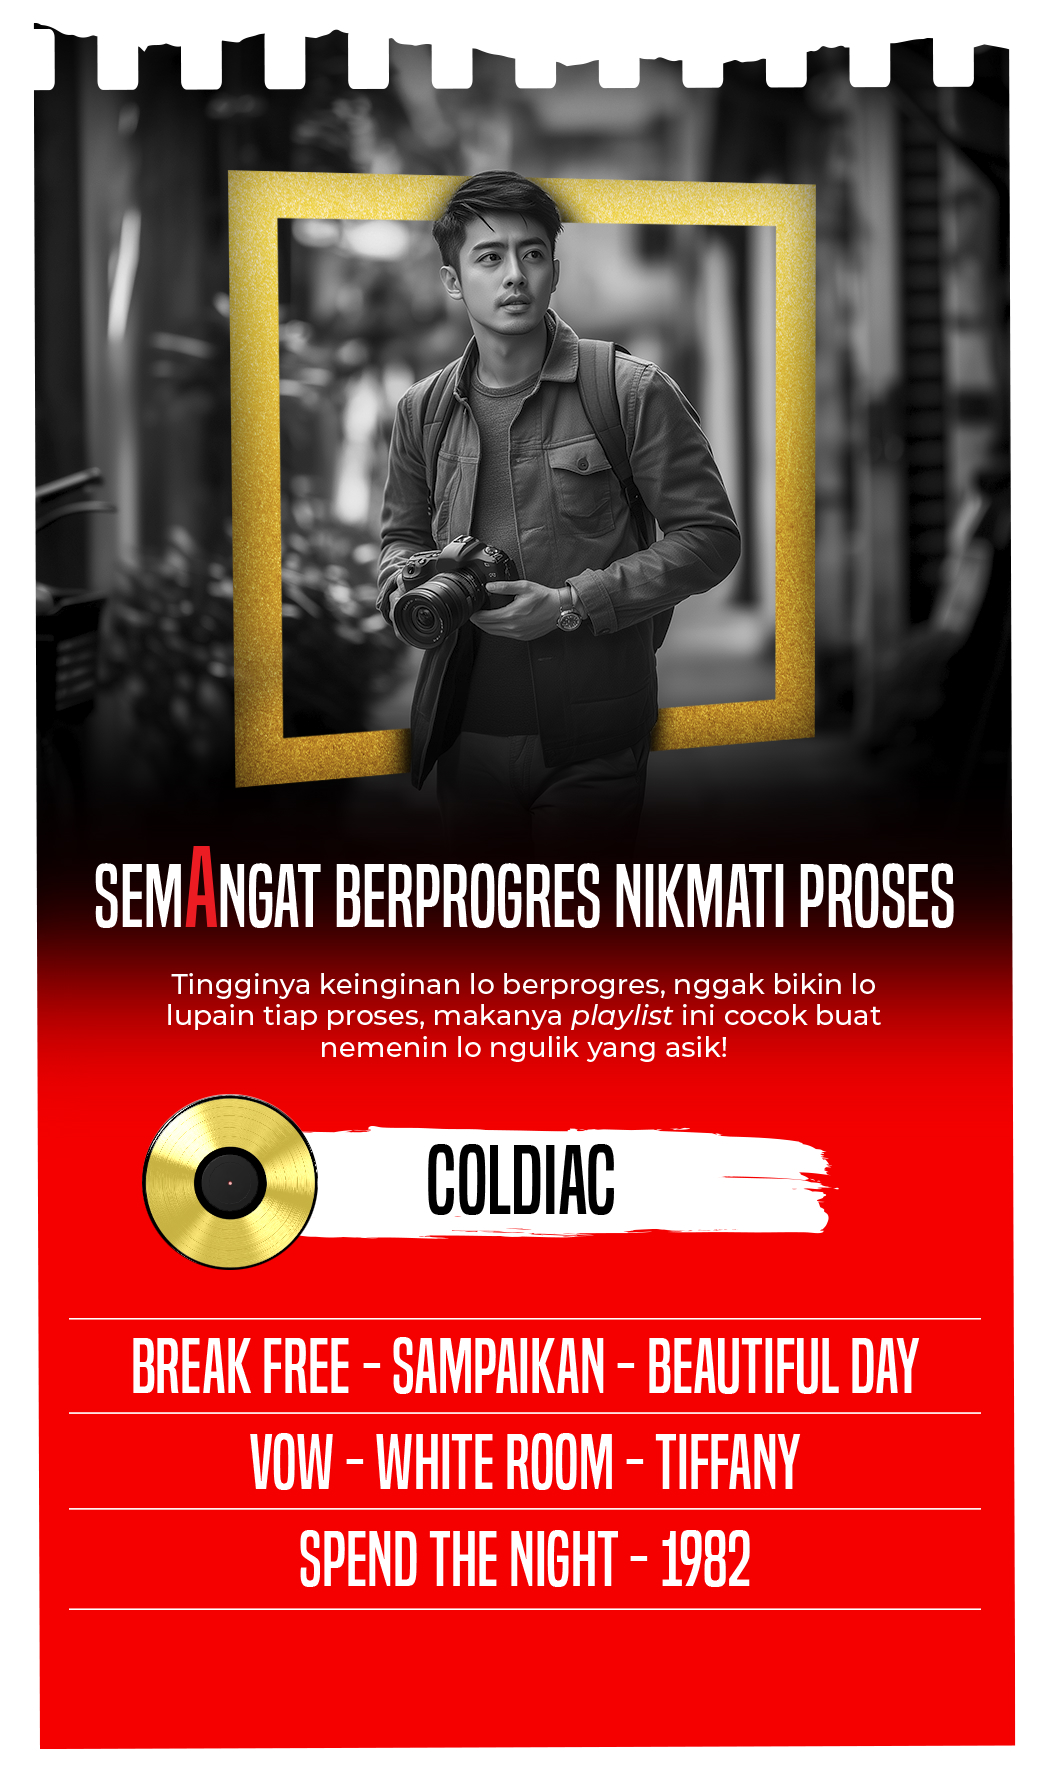 SEMANGAT BERPROGRES NIKMATI PROSES
Tingginya keinginan lo berprogres, nggak bikin lo
lupain tiap proses, makanya playlist ini cocok buat
nemenin lo ngulik yang asik!
COLDIAC
BREAK FREE - SAMPAIKAN - BEAUTIFUL DAY
VOW - WHITE ROOM - TIFFANY
SPEND THE NIGHT - 1982